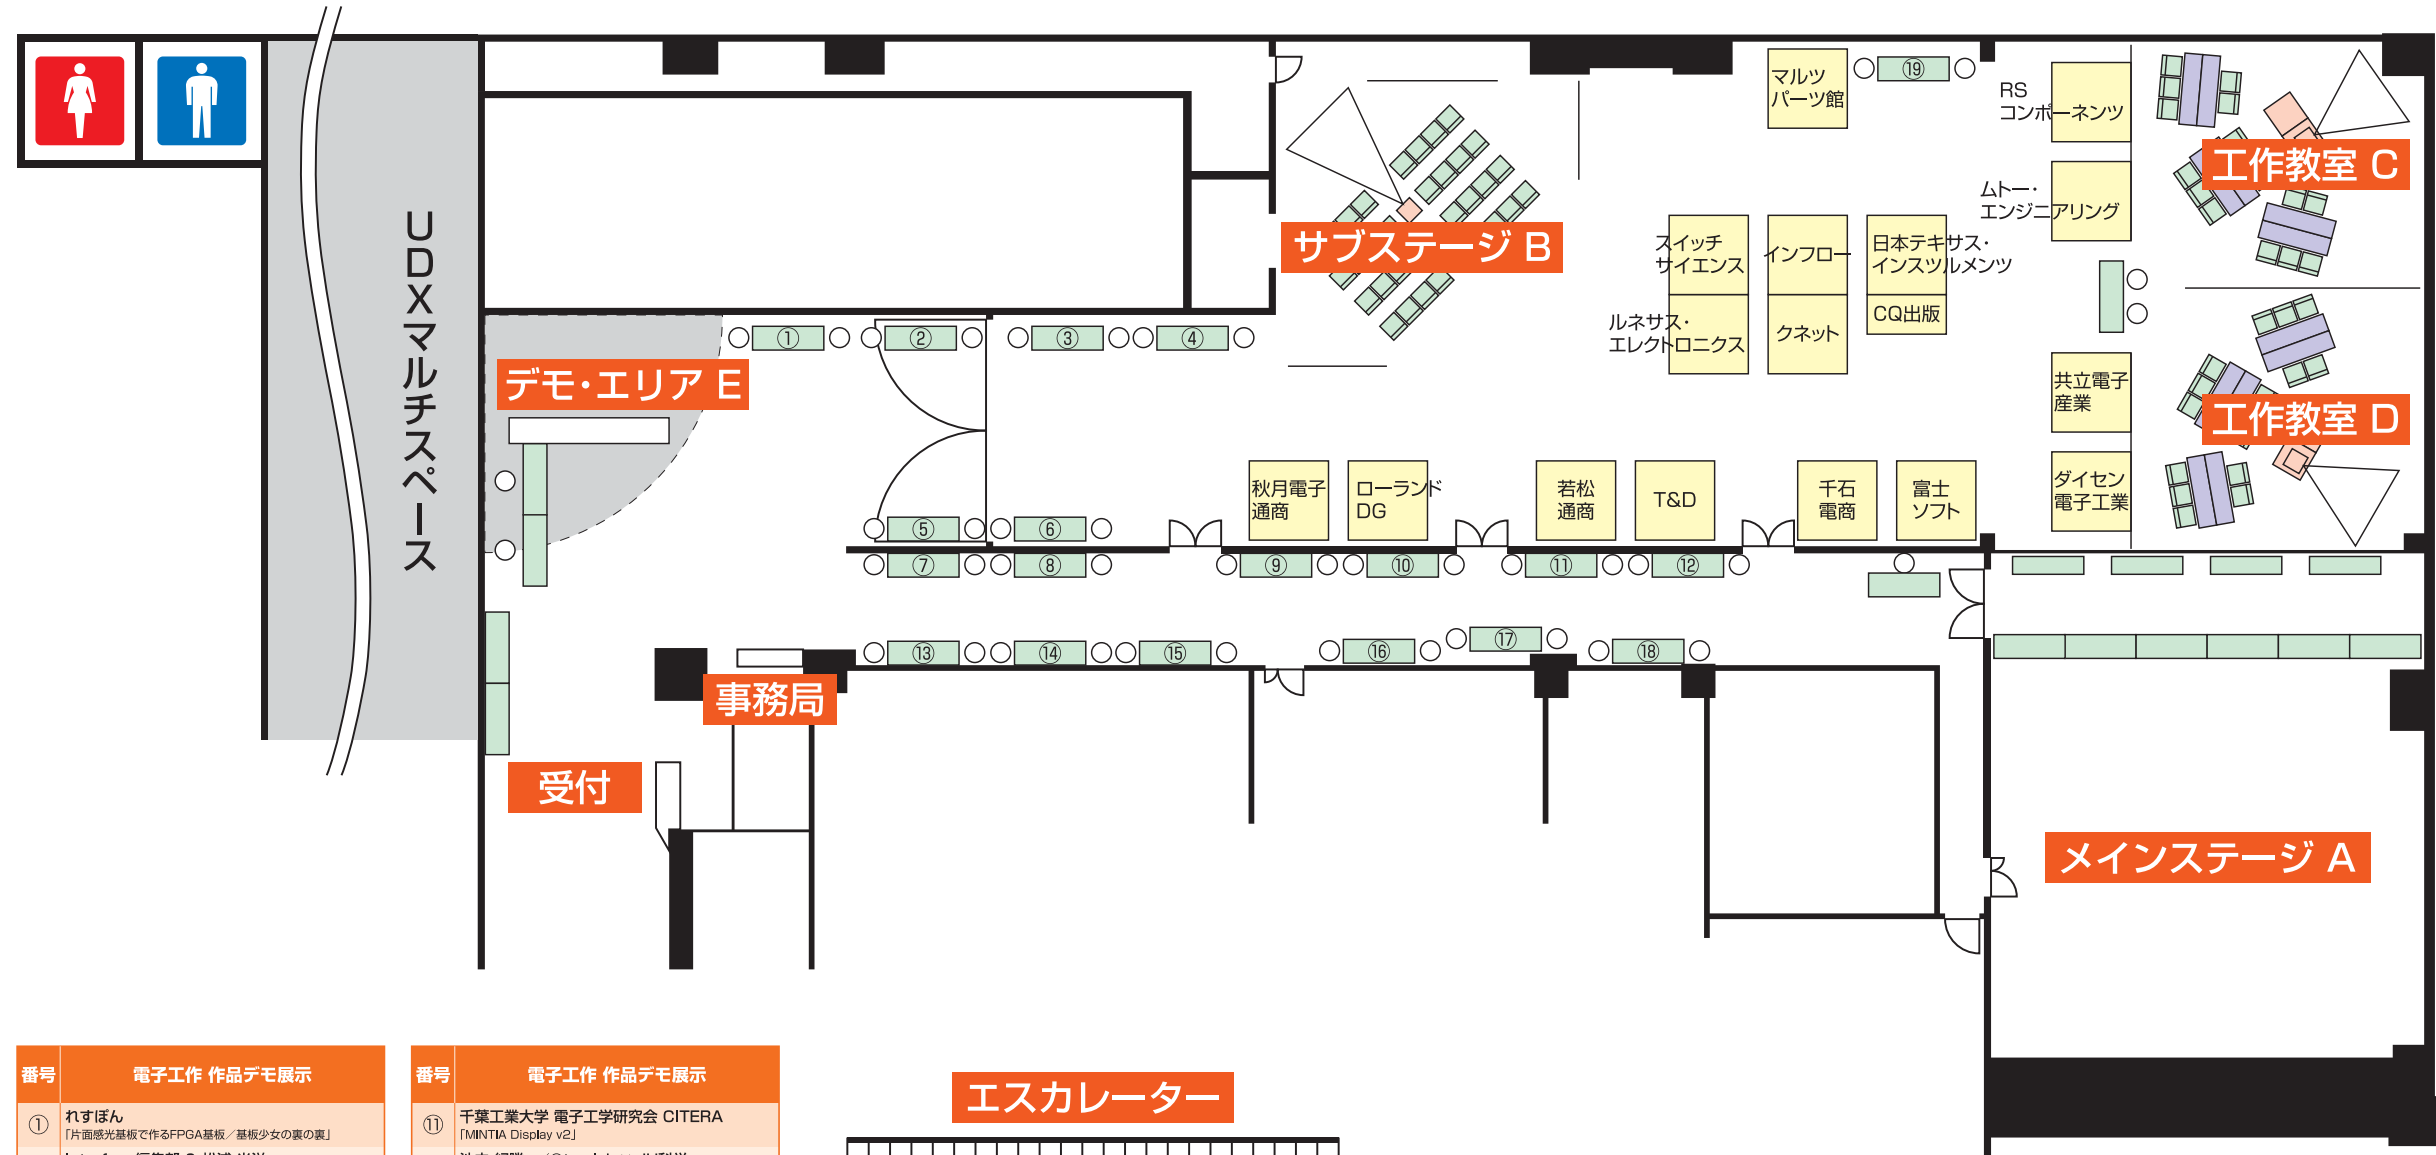 UDXマルチスペース
デモ・エリア E
サブステージ B
工作教室 C
工作教室 D
メインステージ A
事務局
受付
エスカレーター
マルツ
パーツ館
⑲
RS
コンポーネンツ
ムトー・
エンジニアリング
スイッチ
サイエンス
インフロー
日本テキサス・
インスツルメンツ
ルネサス・
エレクトロニクス
クネット
CQ出版
共立電子
産業
ダイセン
電子工業
秋月電子
通商
ローランド
DG
若松
通商
T&D
千石
電商
富士
ソフト
①
②
③
④
⑤
⑥
⑦
⑧
⑨
⑩
⑪
⑫
⑬
⑭
⑮
⑯
⑰
⑱
番号 電子工作 作品デモ展示
① れすぽん
「片面感光基板で作るFPGA基板／基板少女の裏の裏」
番号 電子工作 作品デモ展示
⑪ 千葉工業大学 電子工学研究会 CITERA
「MINTIA Display v2」